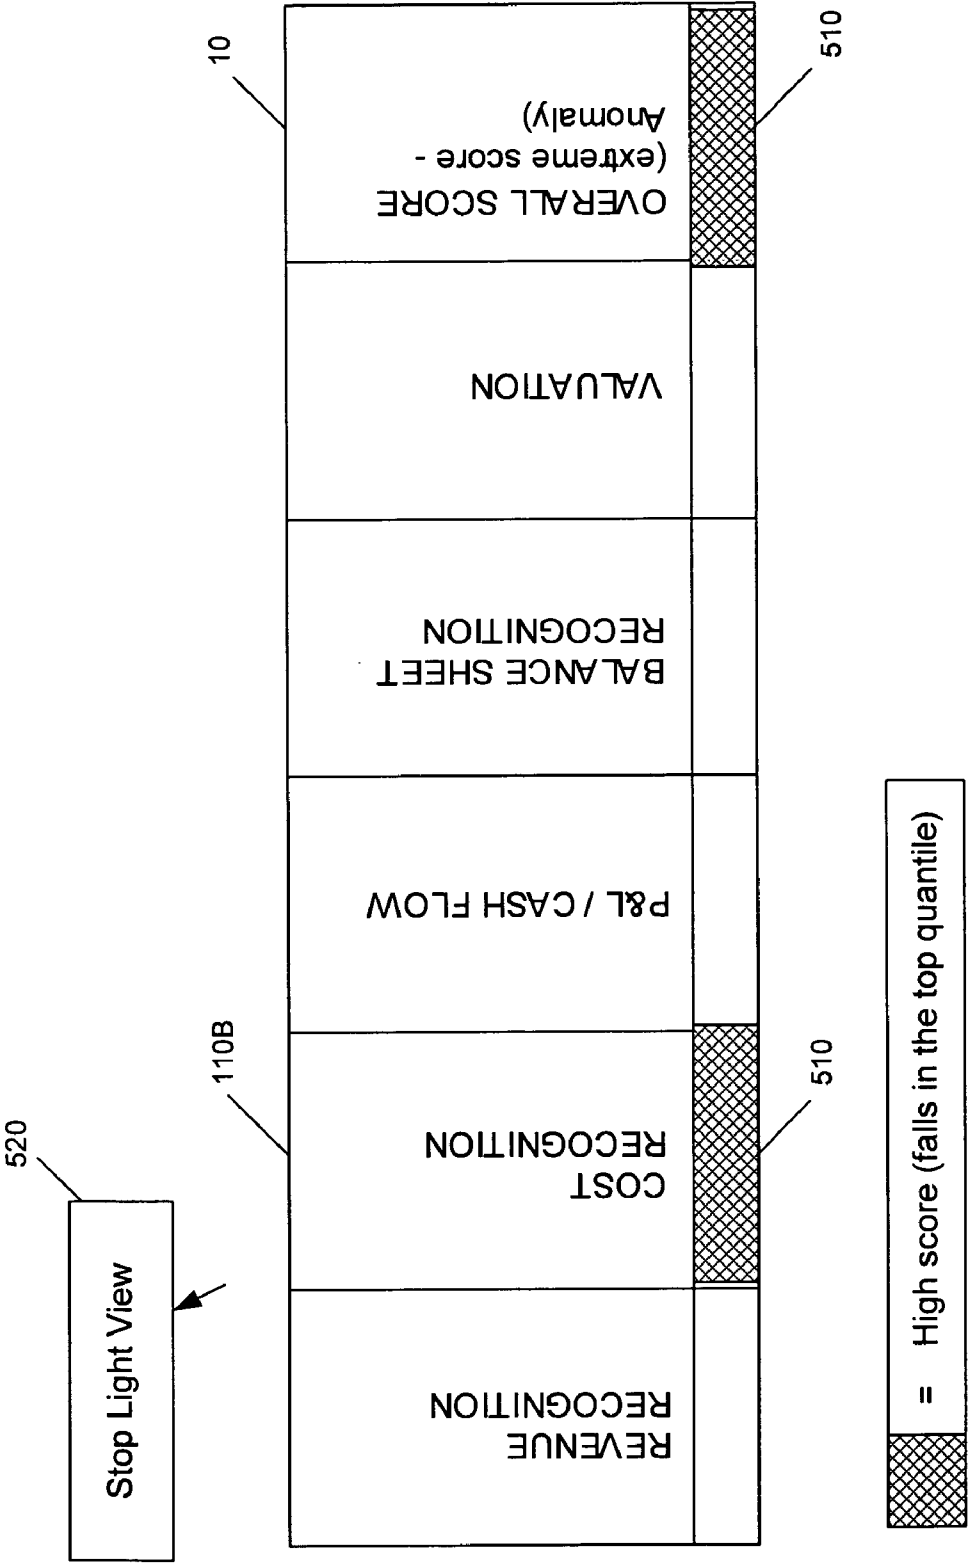 520
Stop Light View
110B
10
REVENUE
RECOGNITION
COST
RECOGNITION
P&L / CASH FLOW
BALANCE SHEET
RECOGNITION
VALUATION
OVERALL SCORE
(extreme score -
Anomaly)
510
510
= High score (falls in the top quantile)